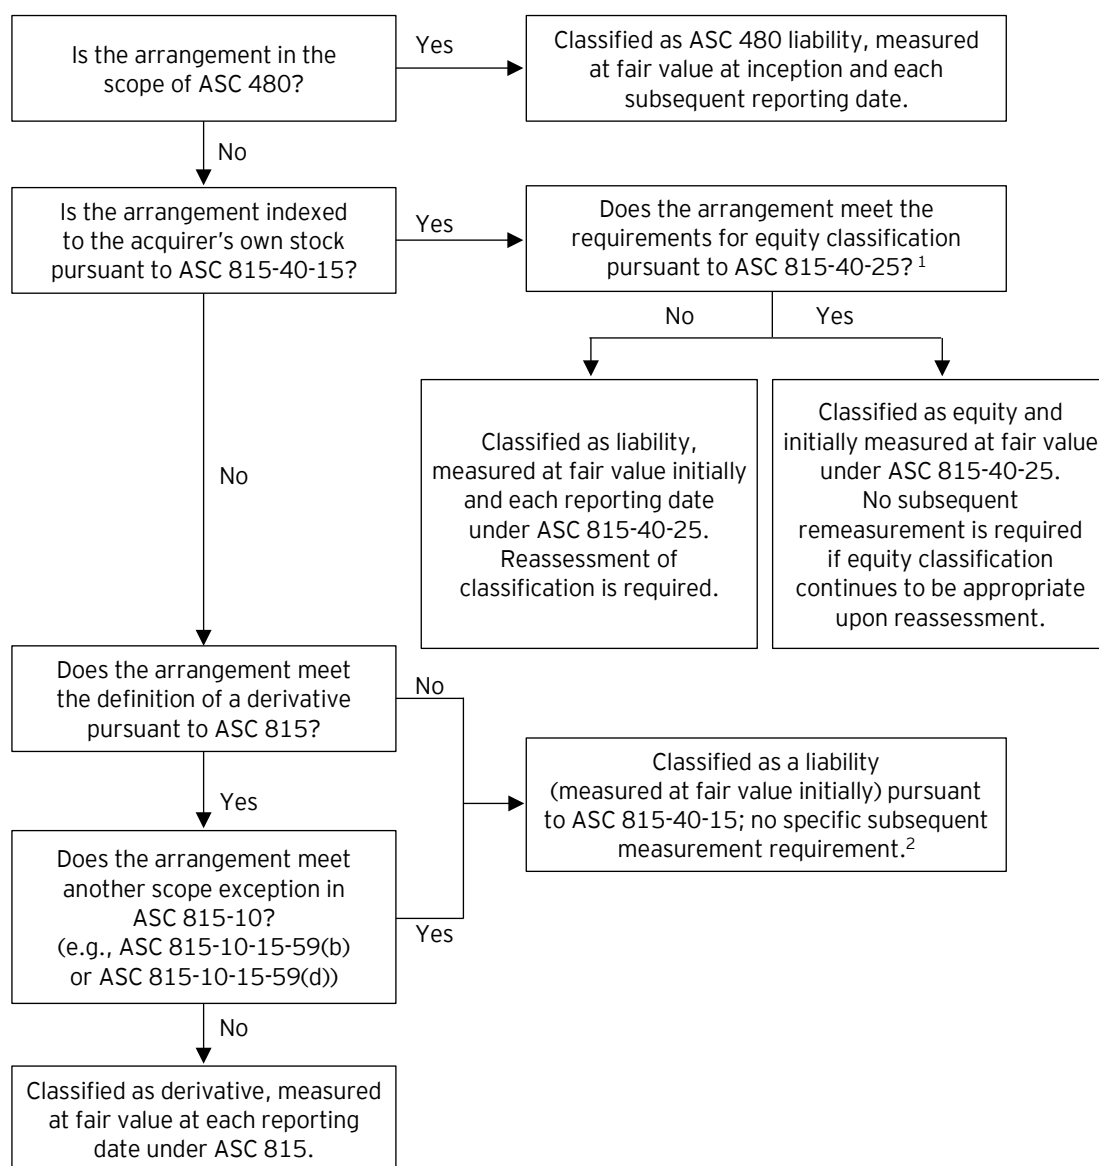 Is the arrangement in the
scope of ASC 480?
Yes
Classified as ASC 480 liability, measured
at fair value at inception and each
subsequent reporting date.
No
Is the arrangement indexed
to the acquirer's own stock
pursuant to ASC 815-40-15?
Yes
Does the arrangement meet the
requirements for equity classification
pursuant to ASC 815-40-25? 1
No
Yes
Classified as liability,
measured at fair value initially
and each reporting date
under ASC 815-40-25.
Reassessment of
classification is required.
Classified as equity and
initially measured at fair value
under ASC 815-40-25.
No subsequent
remeasurement is required
if equity classification
continues to be appropriate
upon reassessment.
No
Does the arrangement meet
the definition of a derivative
pursuant to ASC 815?
No
Classified as a liability
(measured at fair value initially) pursuant
to ASC 815-40-15; no specific subsequent
measurement requirement.2
Yes
Does the arrangement meet
another scope exception in
ASC 815-10?
(e.g., ASC 815-10-15-59(b)
or ASC 815-10-15-59(d))
Yes
No
Classified as derivative, measured
at fair value at each reporting
date under ASC 815.